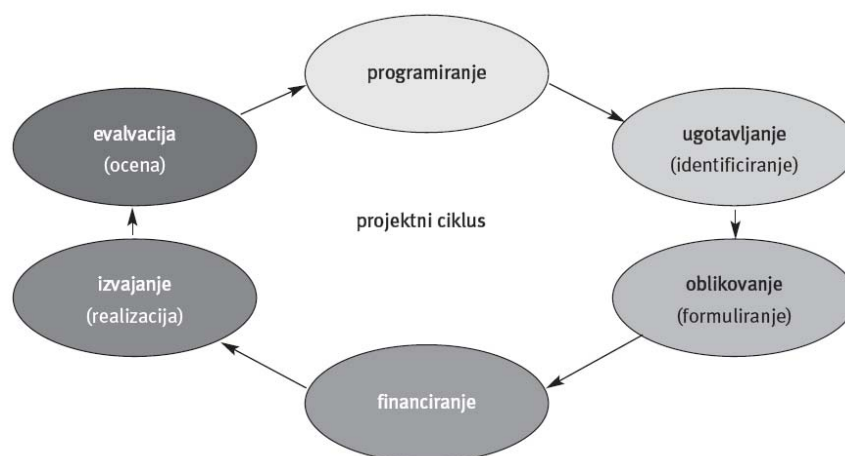 programiranje
ugotavljanje
(identificiranje)
oblikovanje
(formuliranje)
financiranje
izvajanje
(realizacija)
evalvacija
(ocena)
projektni ciklus